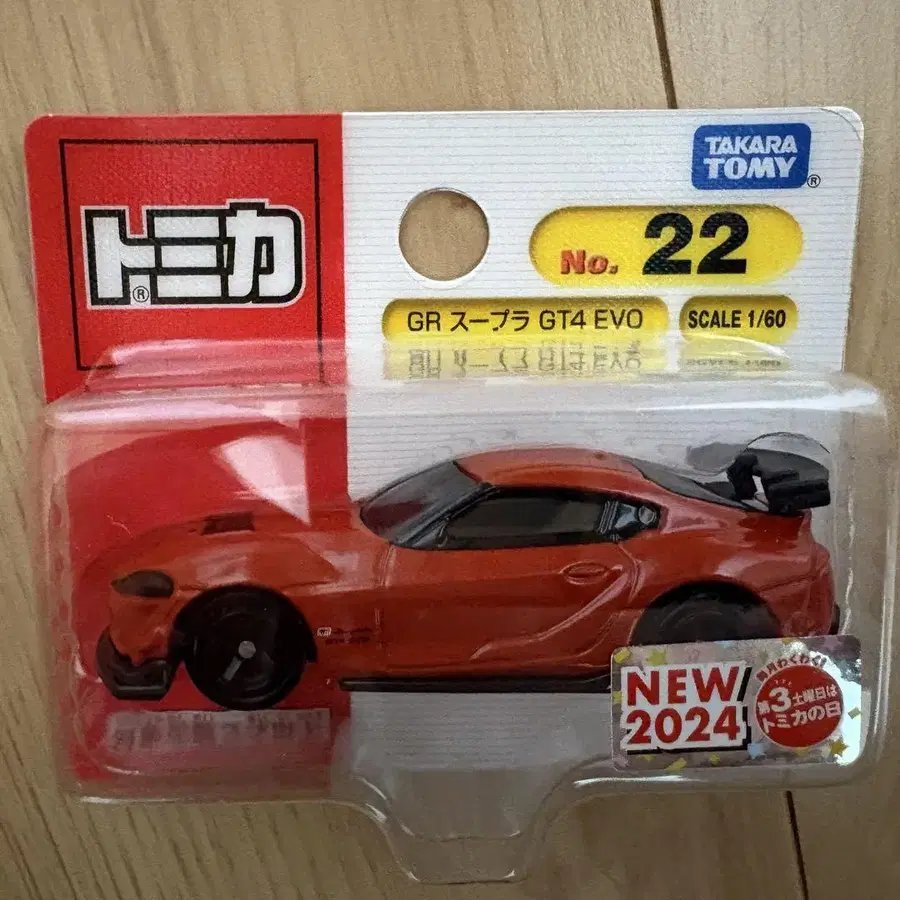 トミカ
®
TAKARA
TOMY
®
No. 22
GR スープラ GT4 EVO
SCALE 1/60
NEW
2024
毎月わくわく!
第3土曜日は
トミカの日